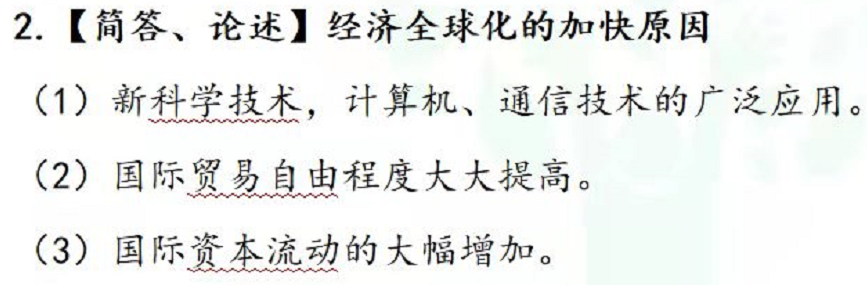 2.【简答、论述】经济全球化的加快原因
（1）新科学技术，计算机、通信技术的广泛应用。
（2）国际贸易自由程度大大提高。
（3）国际资本流动的大幅增加。